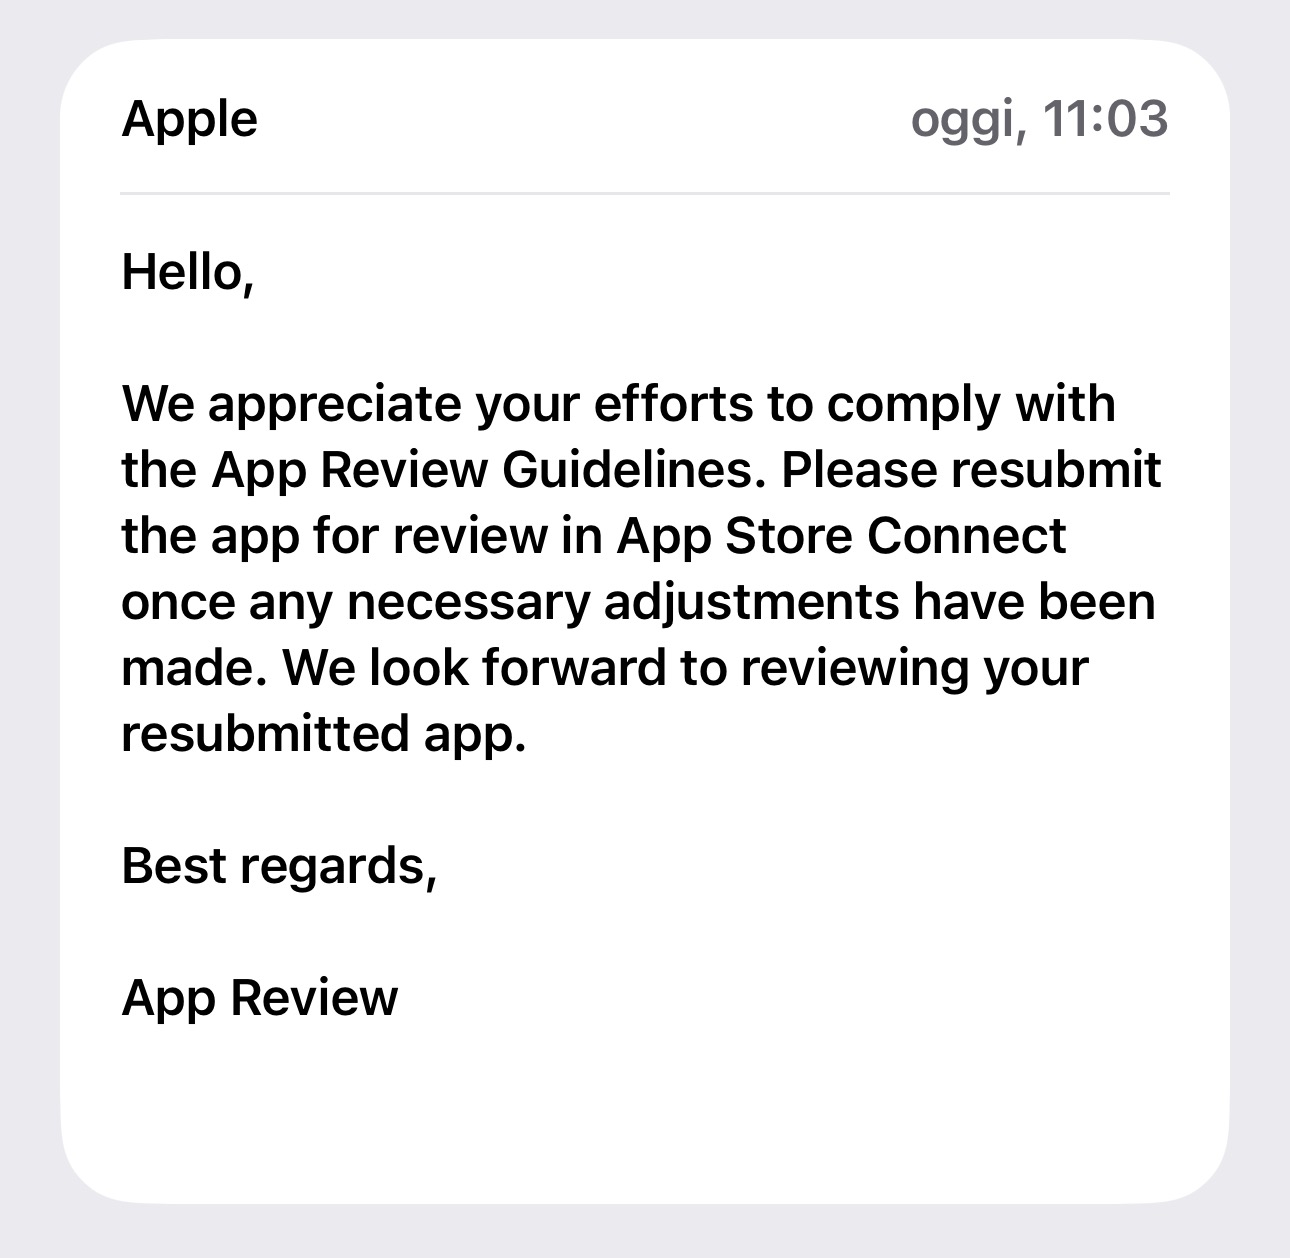 Apple
oggi, 11:03
Hello,
We appreciate your efforts to comply with
the App Review Guidelines. Please resubmit
the app for review in App Store Connect
once any necessary adjustments have been
made. We look forward to reviewing your
resubmitted app.
Best regards,
App Review